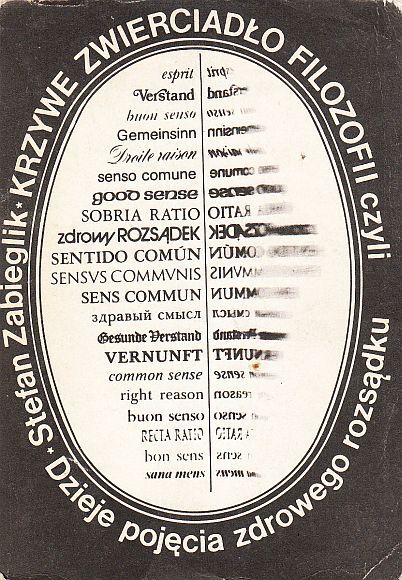 Stefan Zabieglik * KRZYWE ZWIERCIADŁO FILOZOFII czyli
* Dzieje pojęcia zdrowego rozsądku
esprit
Verstand
buon senso
Gemeinsinn
Droite raison
senso comune
good sense
SOBRIA RATIO
zdrowy ROZSĄDEK
SENTIDO COMÚN
SENSVS COMMVNIS
SENS COMMUN
здравый смысл
Gesunde Verstand
VERNUNFT
common sense
right reason
buon senso
RECTA RATIO
bon sens
sana mens